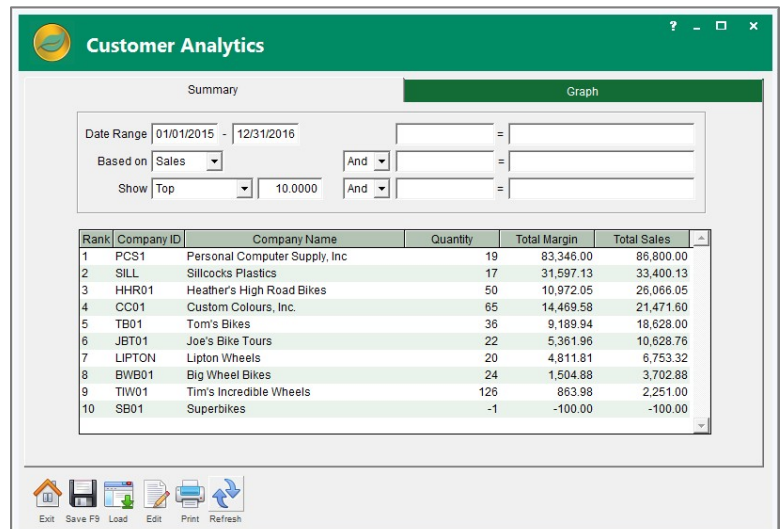 ? _ □ ×
Customer Analytics
Summary Graph
Date Range 01/01/2015 - 12/31/2016 =
Based on Sales And =
Show Top 10.0000 And =
Rank Company ID Company Name Quantity Total Margin Total Sales
1 PCS1 Personal Computer Supply, Inc 19 83,346.00 86,800.00
2 SILL Sillcocks Plastics 17 31,597.13 33,400.13
3 HHR01 Heather's High Road Bikes 50 10,972.05 26,066.05
4 CC01 Custom Colours, Inc. 65 14,469.58 21,471.60
5 TB01 Tom's Bikes 36 9,189.94 18,628.00
6 JBT01 Joe's Bike Tours 22 5,361.96 10,628.76
7 LIPTON Lipton Wheels 20 4,811.81 6,753.32
8 BWB01 Big Wheel Bikes 24 1,504.88 3,702.88
9 TIW01 Tim's Incredible Wheels 126 863.98 2,251.00
10 SB01 Superbikes -1 -100.00 -100.00
Exit Save F9 Load Edit Print Refresh